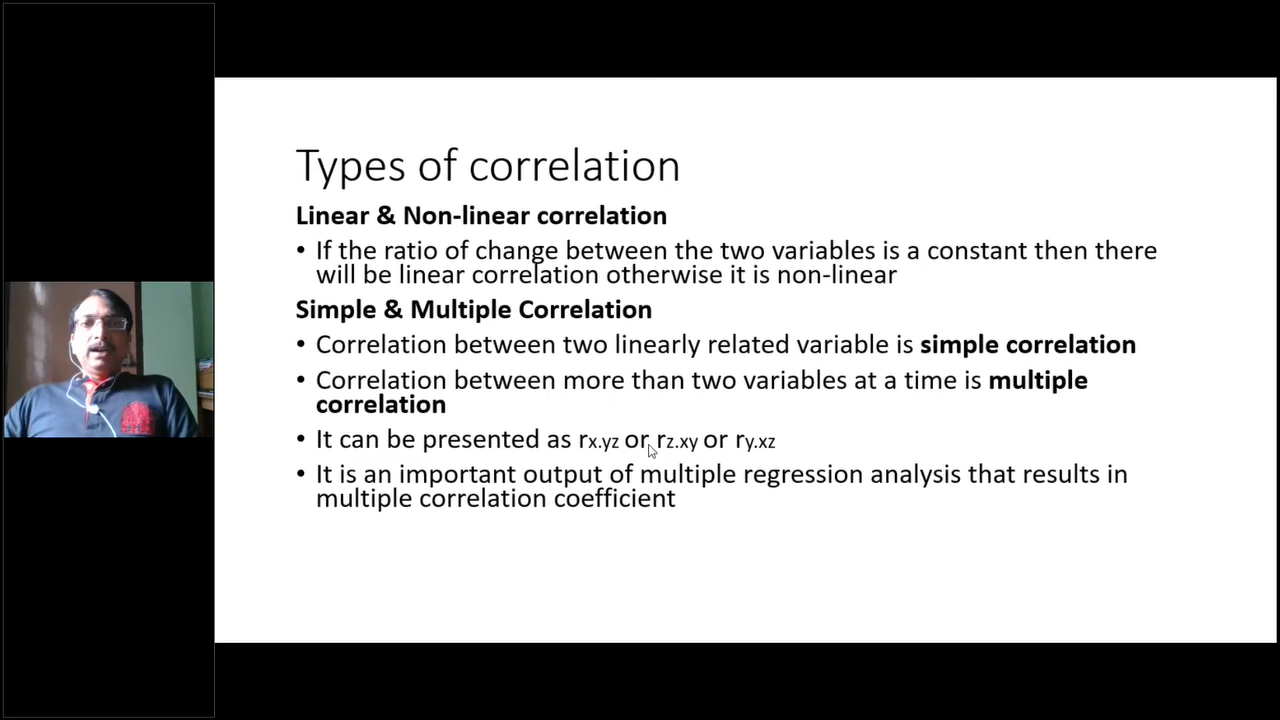 Types of correlation
Linear & Non-linear correlation
• If the ratio of change between the two variables is a constant then there
will be linear correlation otherwise it is non-linear
Simple & Multiple Correlation
• Correlation between two linearly related variable is simple correlation
• Correlation between more than two variables at a time is multiple
correlation
• It can be presented as rx.yz or rz.xy or ry.xz
• It is an important output of multiple regression analysis that results in
multiple correlation coefficient